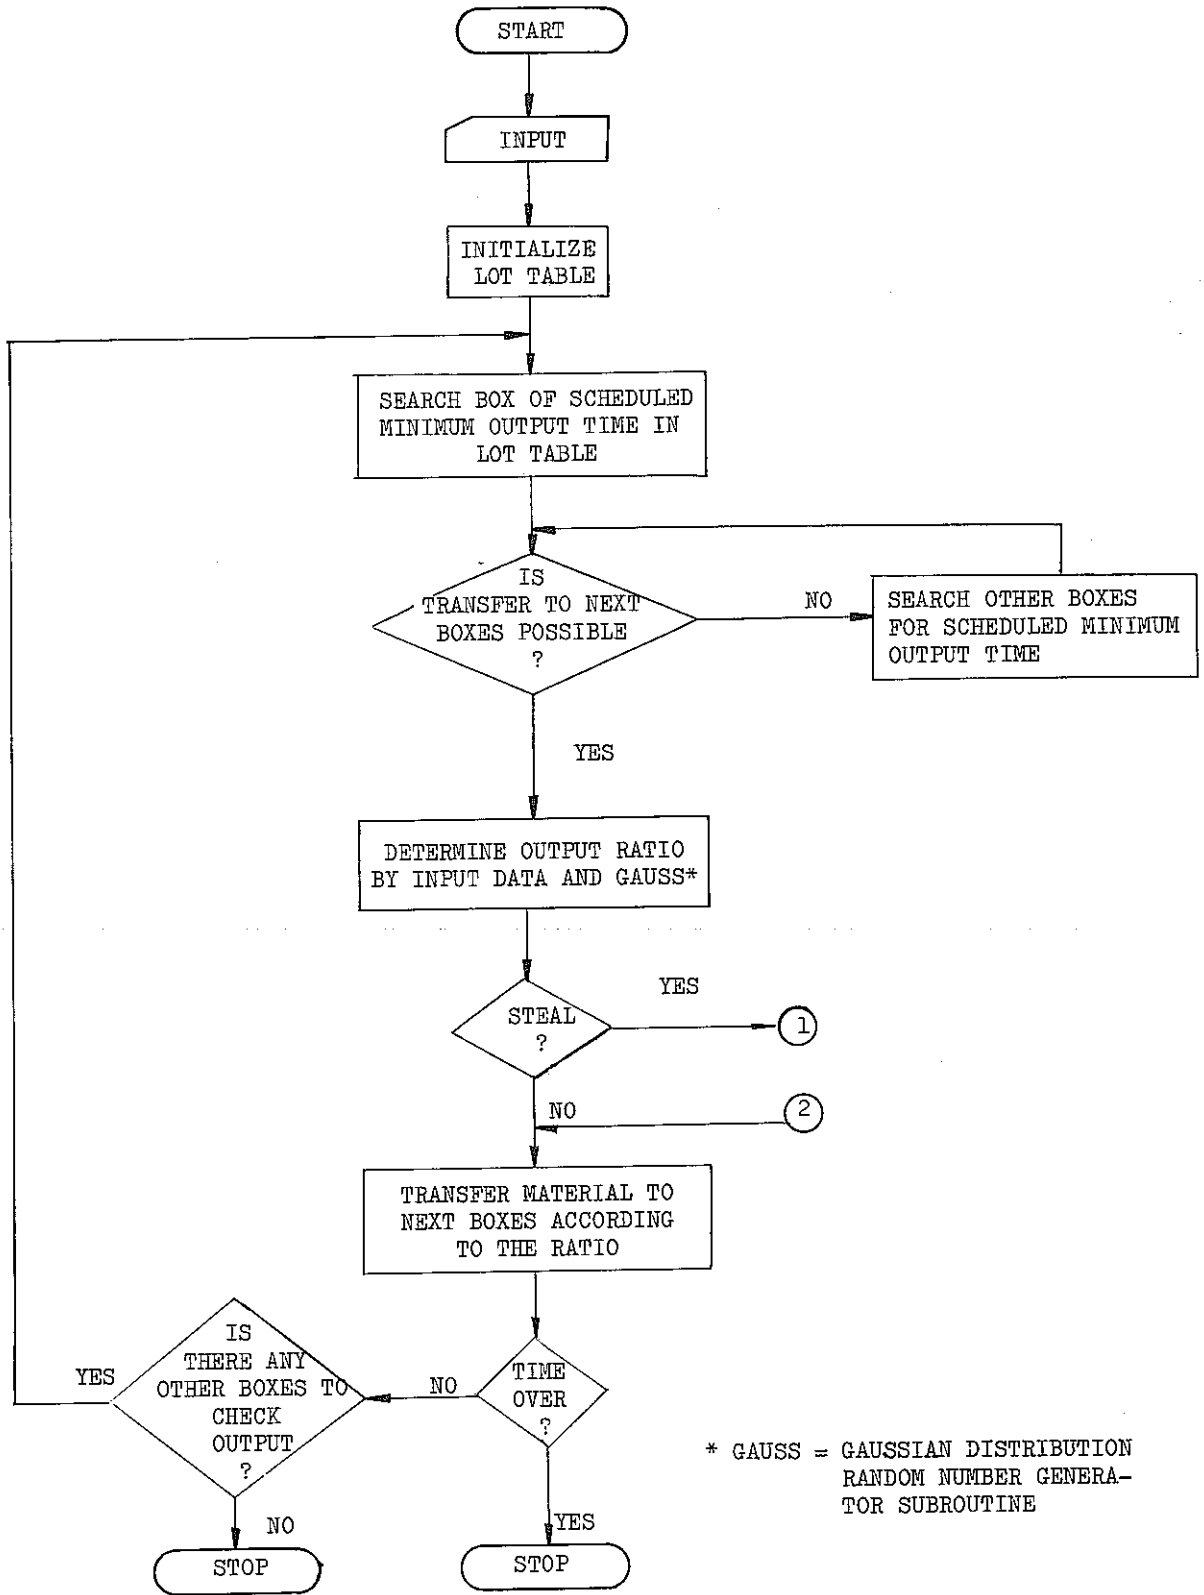 START
INPUT
INITIALIZE
LOT TABLE
SEARCH BOX OF SCHEDULED
MINIMUM OUTPUT TIME IN
LOT TABLE
IS
TRANSFER TO NEXT
BOXES POSSIBLE
?
NO
SEARCH OTHER BOXES
FOR SCHEDULED MINIMUM
OUTPUT TIME
YES
DETERMINE OUTPUT RATIO
BY INPUT DATA AND GAUSS*
STEAL
?
YES
1
NO
2
TRANSFER MATERIAL TO
NEXT BOXES ACCORDING
TO THE RATIO
TIME
OVER
?
NO
IS
THERE ANY
OTHER BOXES TO
CHECK
OUTPUT
?
YES
NO
STOP
YES
STOP
* GAUSS = GAUSSIAN DISTRIBUTION
RANDOM NUMBER GENERA-
TOR SUBROUTINE